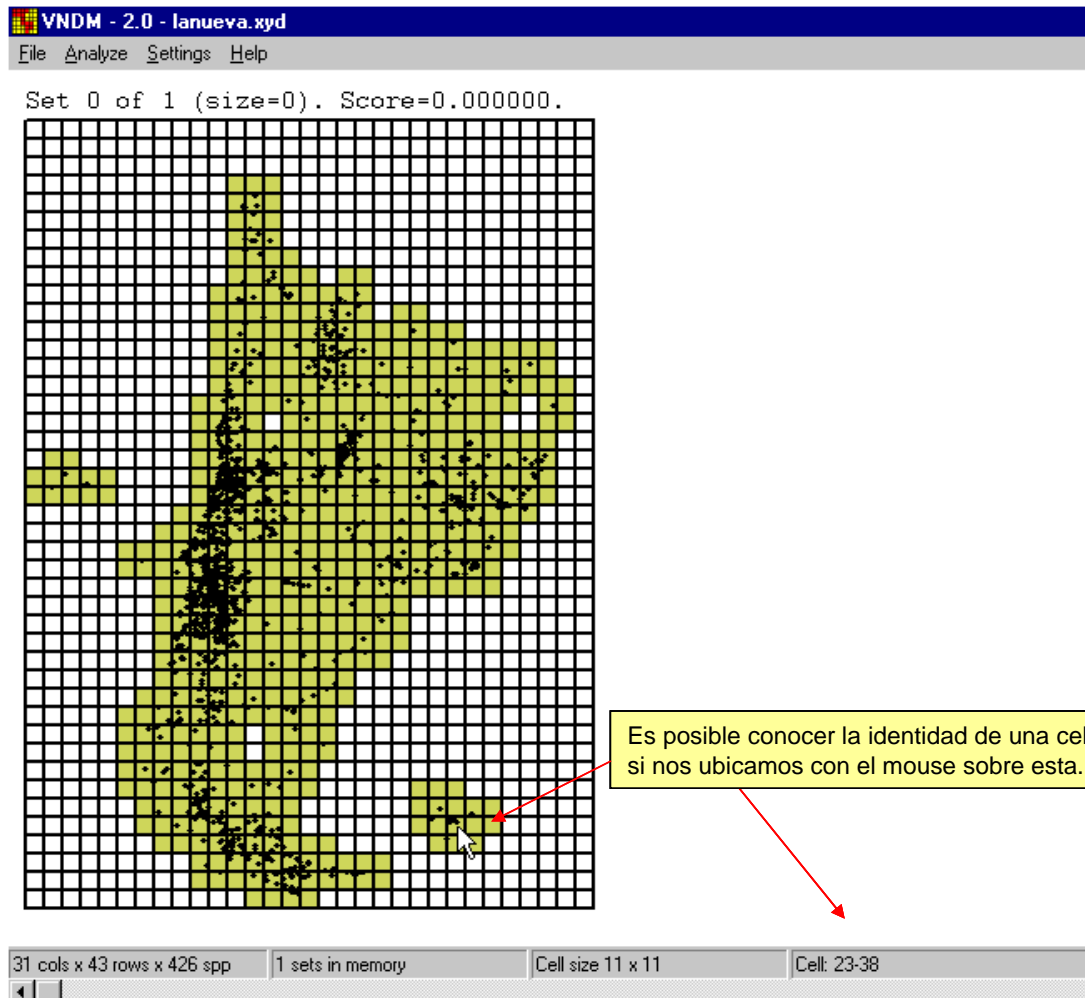 VNDM - 2.0 - lanueva.xyd
File Analyze Settings Help
Set 0 of 1 (size=0). Score=0.000000.
Es posible conocer la identidad de una
si nos ubicamos con el mouse sobre esta.
31 cols x 43 rows x 426 spp 1 sets in memory Cell size 11 x 11 Cell: 23-38